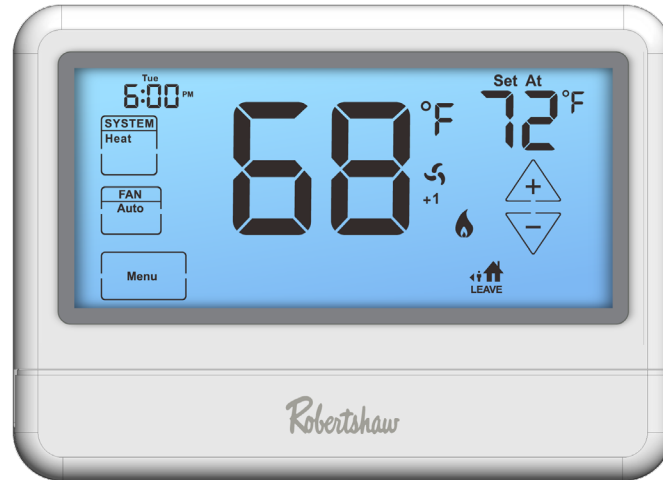 Tue
6:00 PM
SYSTEM
Heat
FAN
Auto
Menu
68 °F
+1
Set At
72 °F
+
−
LEAVE
Robertshaw